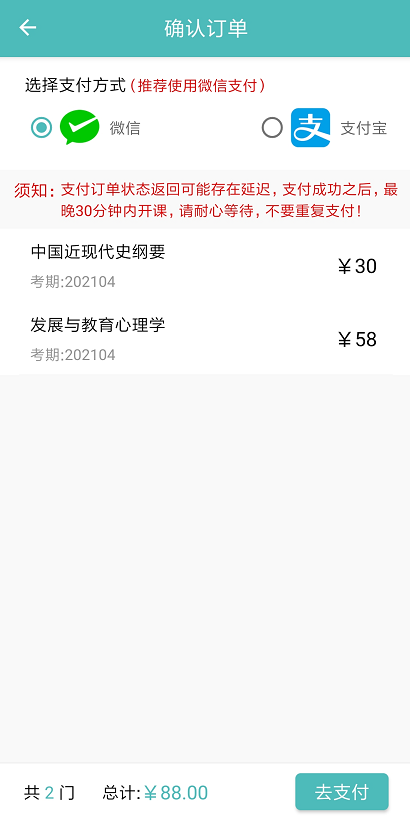 确认订单
选择支付方式(推荐使用微信支付)
微信
支 支付宝
须知：支付订单状态返回可能存在延迟，支付成功之后，最
晚30分钟内开课，请耐心等待，不要重复支付！
中国近现代史纲要
￥30
考期:202104
发展与教育心理学
￥58
考期:202104
共 2 门 总计:￥88.00 去支付